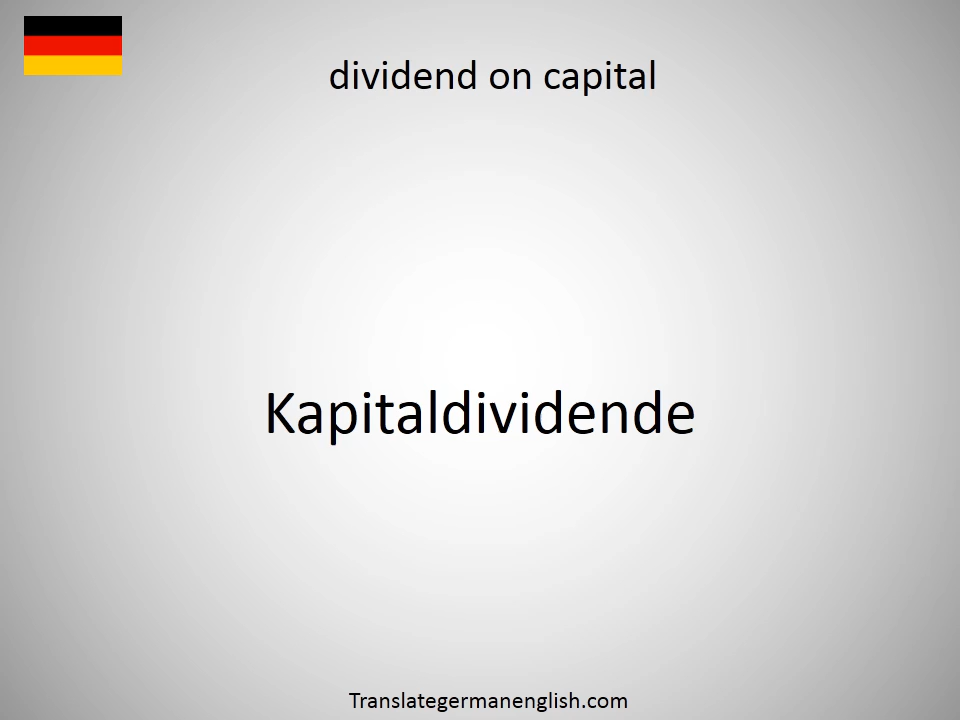 dividend on capital
Kapitaldividende
Translategermanenglish.com